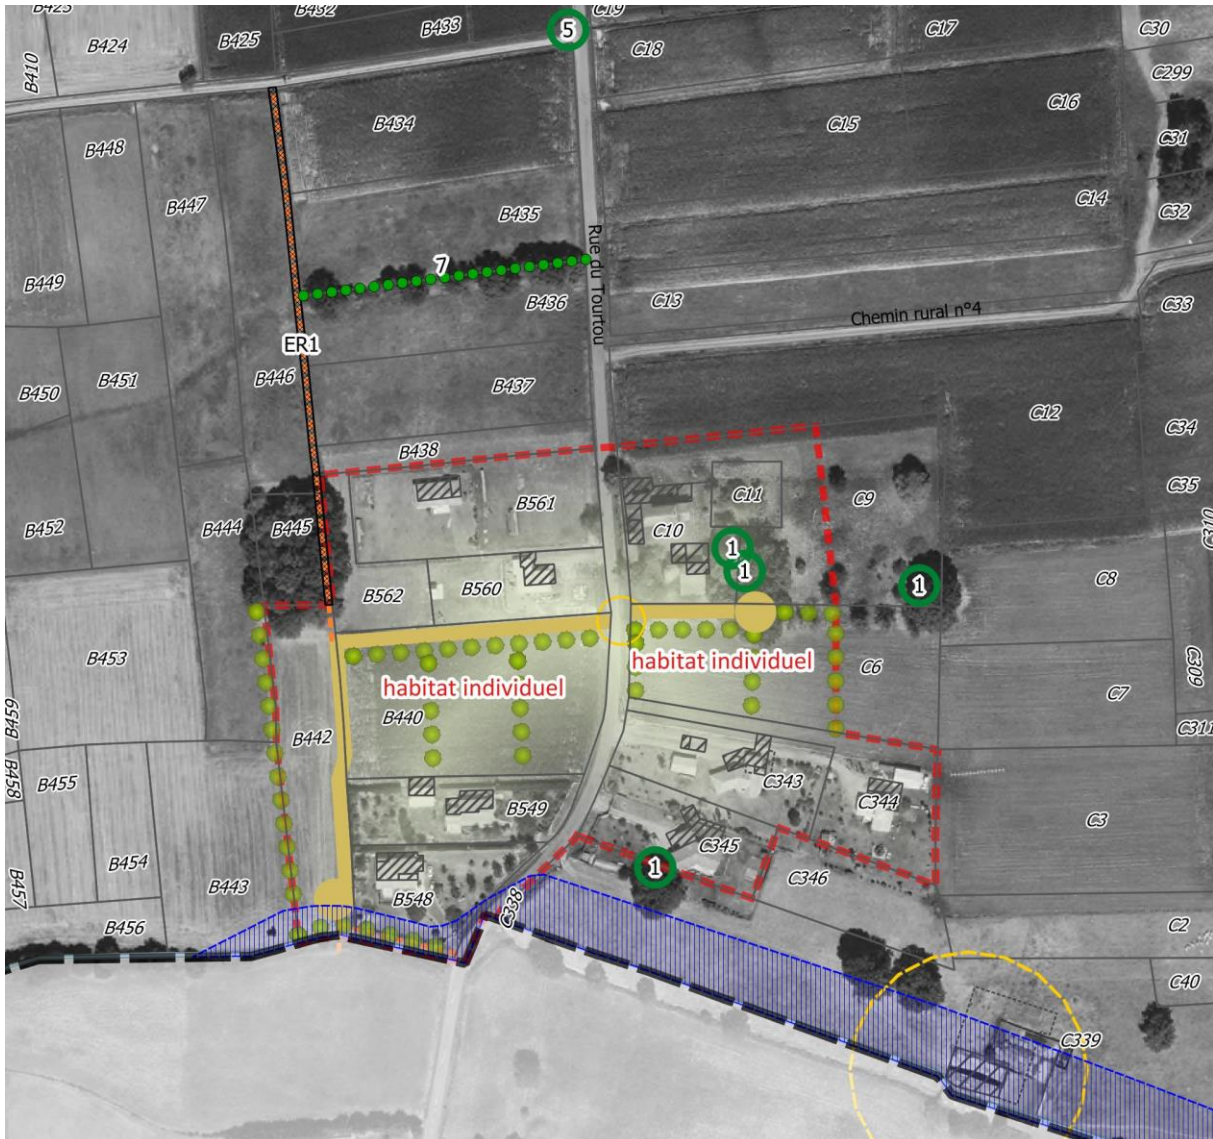 B423
B432
C19
B424
B425
B433
5
C18
C17
C30
B410
C299
B434
C15
C16
C31
B448
B447
B435
C14
C32
B449
7
Rue du Tourtou
B436
C13
Chemin rural n°4
C33
ER1
B446
B450
B451
B437
C12
C34
B438
C35
B452
B444
B445
B561
C11
C9
C10
C310
1
1
1
B562
B560
C8
B453
habitat individuel
habitat individuel
C6
C309
C7
B459
B440
B442
C311
B458
B455
C343
C344
B549
C3
B454
C345
B457
B443
1
C346
B548
C338
B456
C2
C40
C339